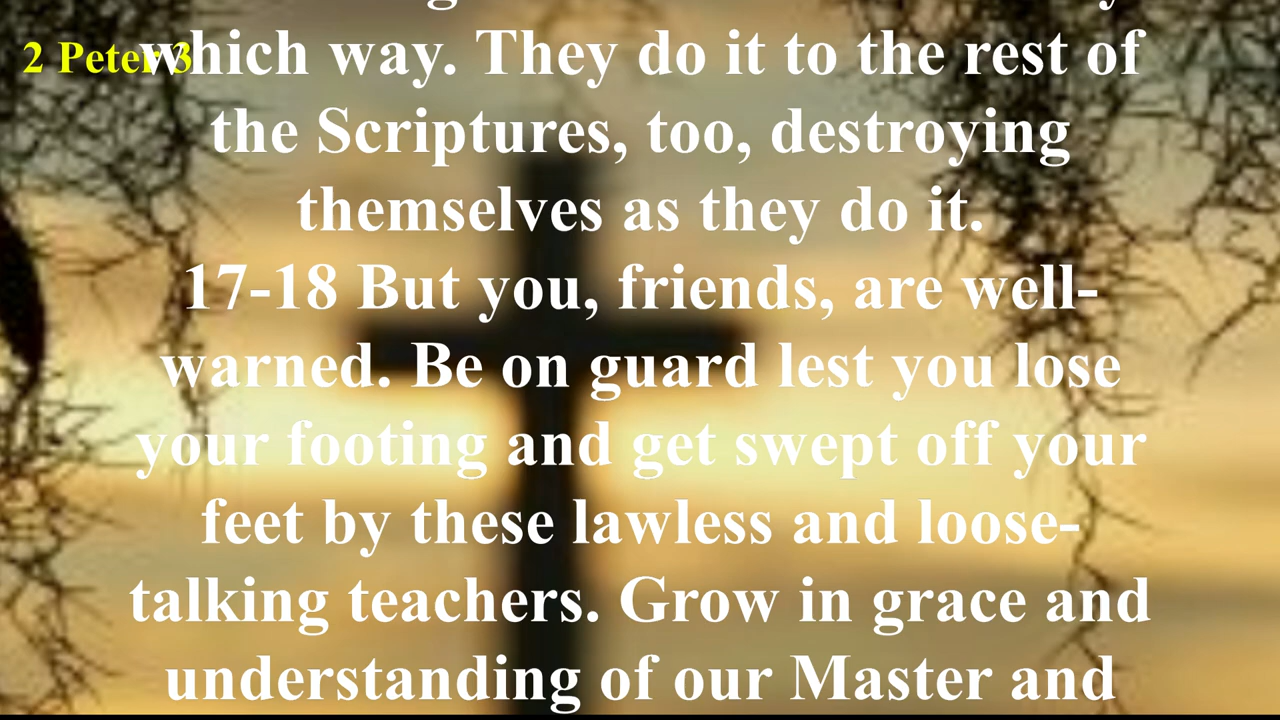 2 Peter 3
which way. They do it to the rest of
the Scriptures, too, destroying
themselves as they do it.
17-18 But you, friends, are well-
warned. Be on guard lest you lose
your footing and get swept off your
feet by these lawless and loose-
talking teachers. Grow in grace and
understanding of our Master and